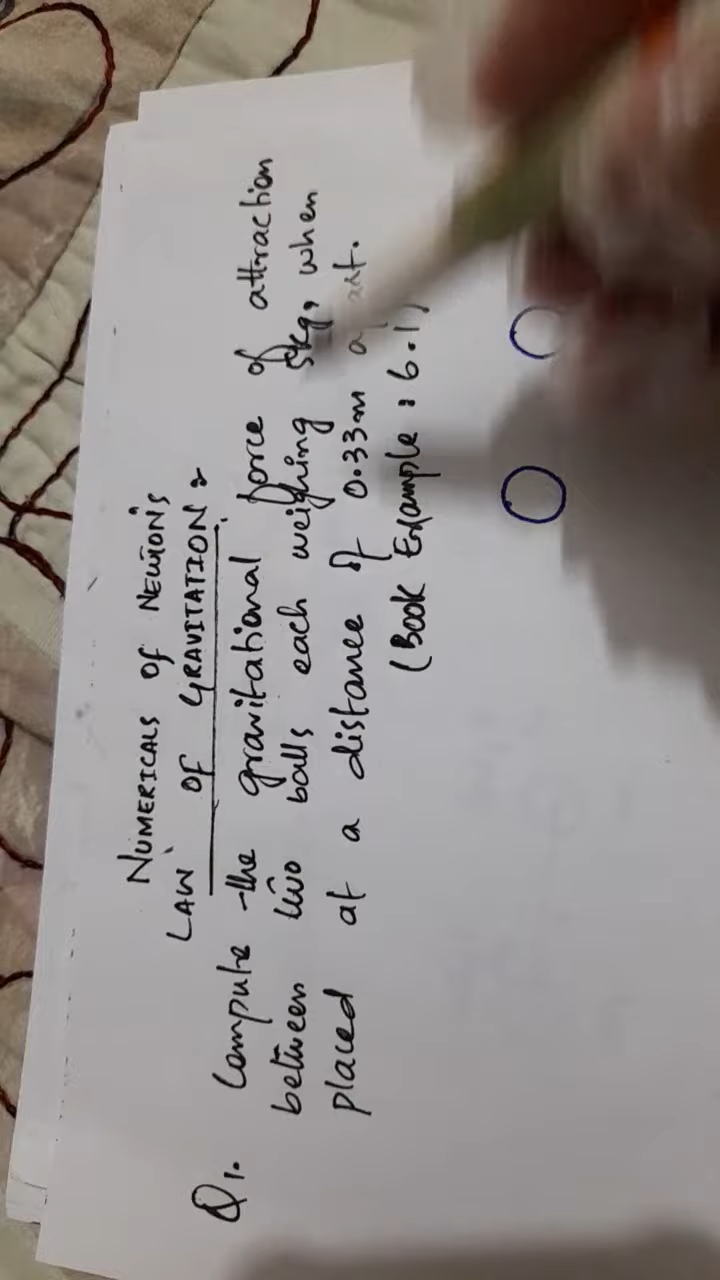 NUMERICALS OF NEWTON'S
LAW OF GRAVITATION:
Q1. Compute the gravitational force of attraction
between two balls each weighing 5kg, when
placed at a distance of 0.33m apart.
(Book Example: 6.1)